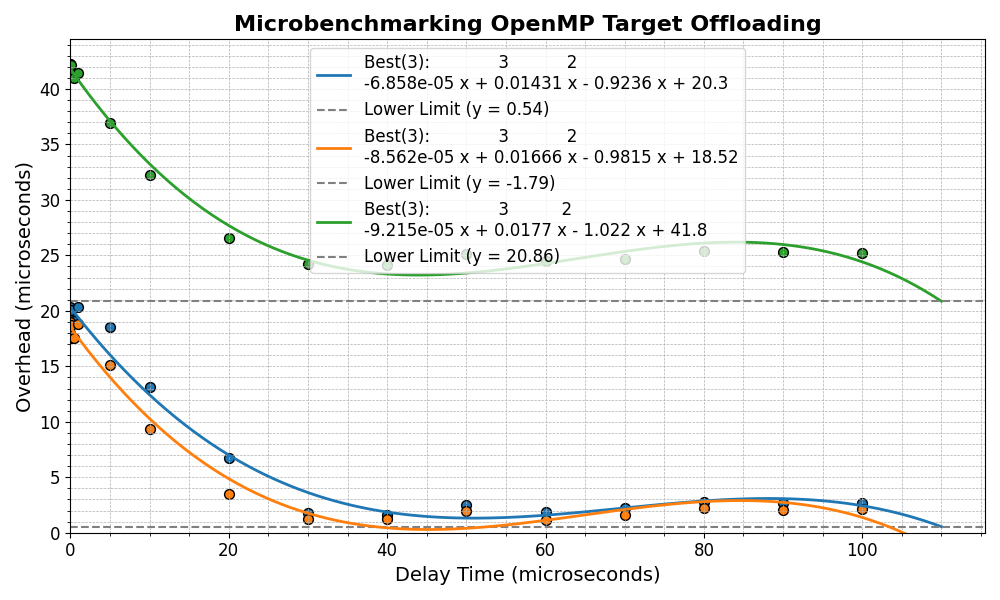 Microbenchmarking OpenMP Target Offloading
Overhead (microseconds)
40
35
30
25
20
15
10
5
0
Best(3): 3 2
-6.858e-05 x + 0.01431 x - 0.9236 x + 20.3
Lower Limit (y = 0.54)
Best(3): 3 2
-8.562e-05 x + 0.01666 x - 0.9815 x + 18.52
Lower Limit (y = -1.79)
Best(3): 3 2
-9.215e-05 x + 0.0177 x - 1.022 x + 41.8
Lower Limit (y = 20.86)
0 20 40 60 80 100
Delay Time (microseconds)